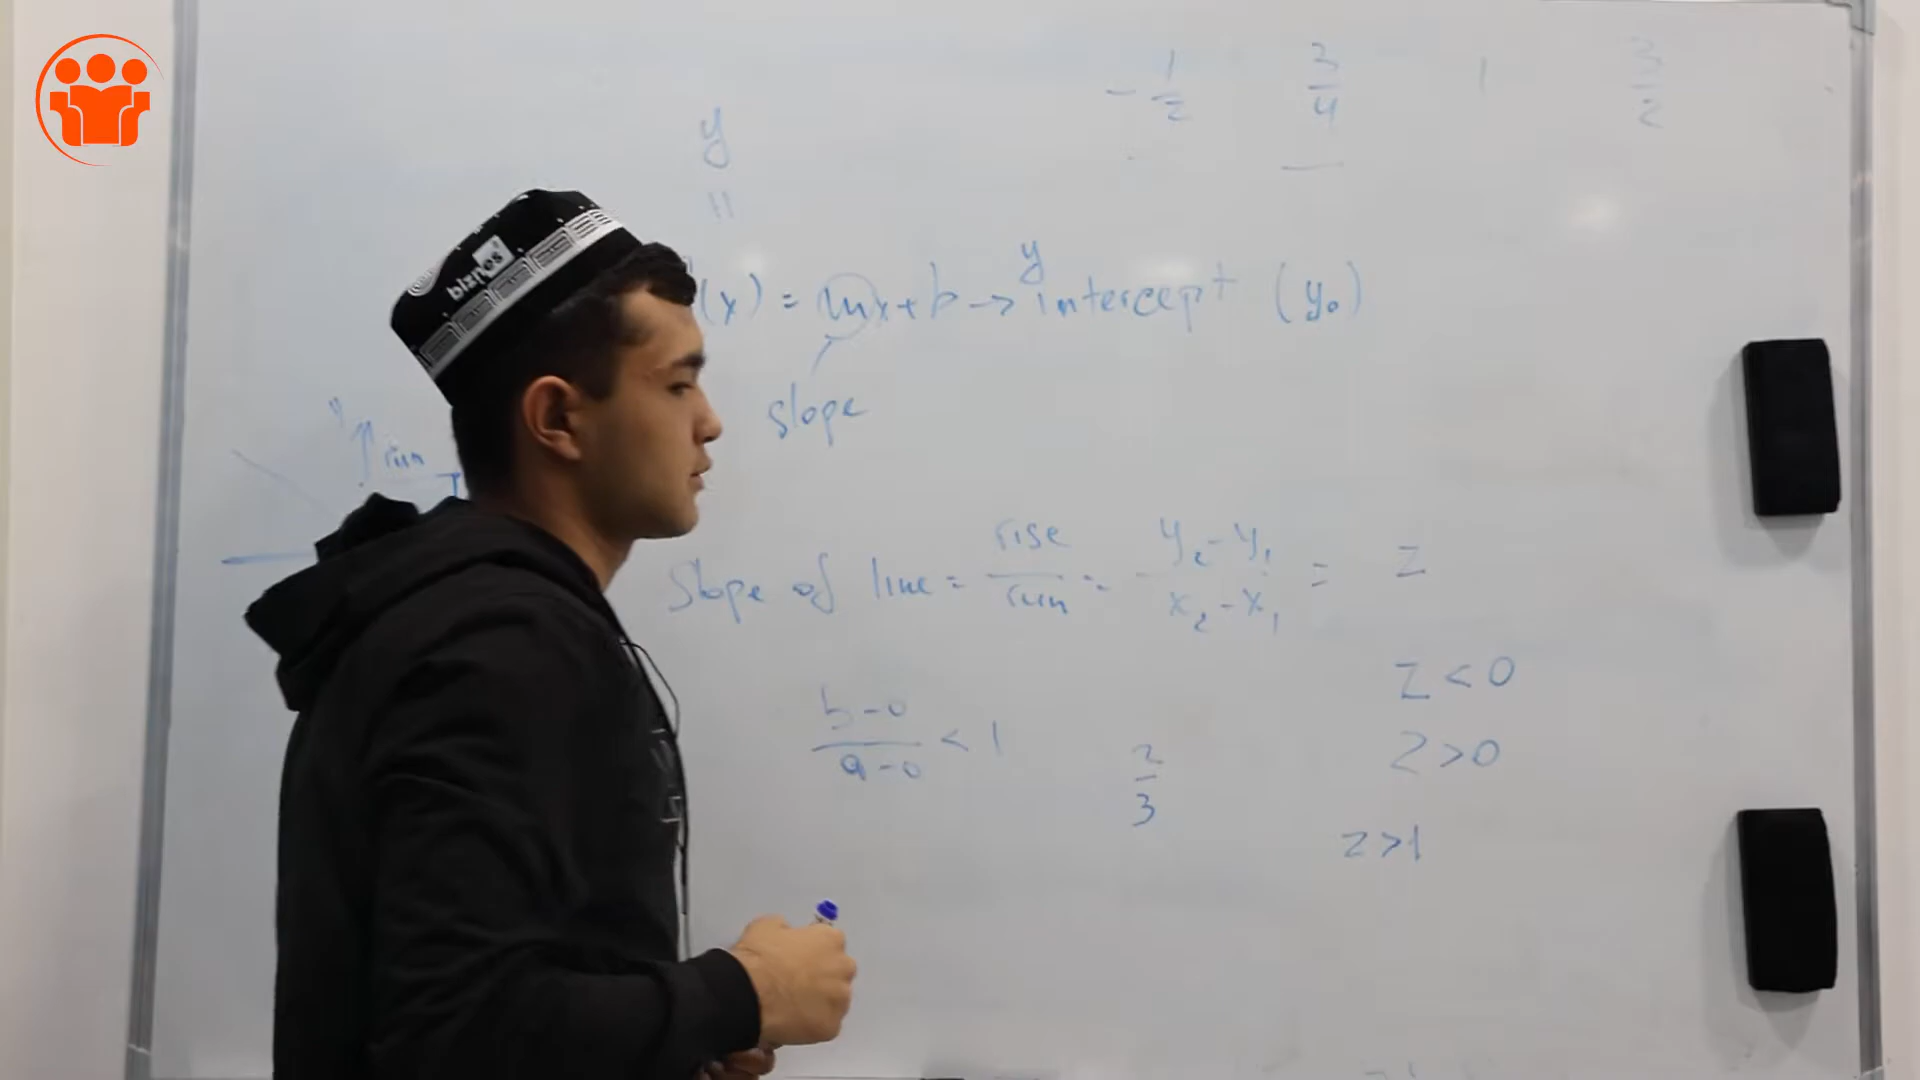 -1/2 3/4 1 3/2
y
=
(x) = mx + b → y intercept (y₀)
slope
run
Slope of line = rise/run = y₂-y₁/x₂-x₁ = z
z < 0
b-0/a-0 < 1
2/3
z > 0
z > 1
bizness